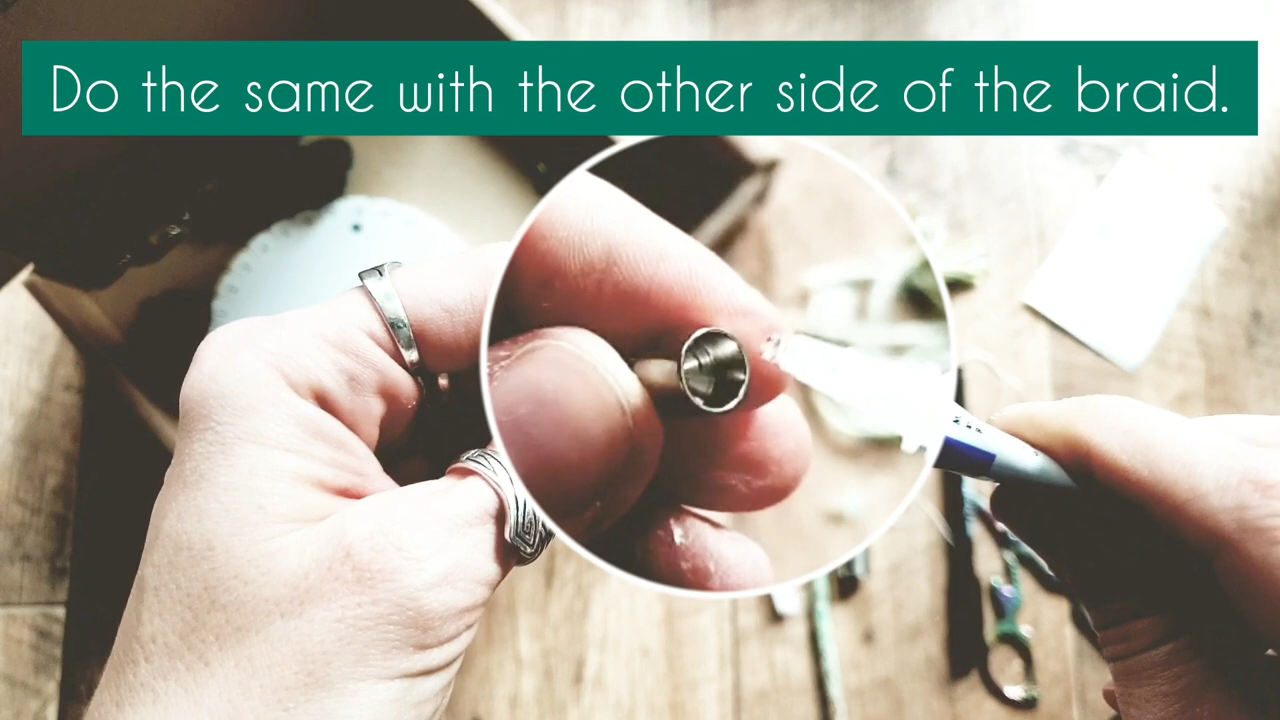 Do the same with the other side of the braid.